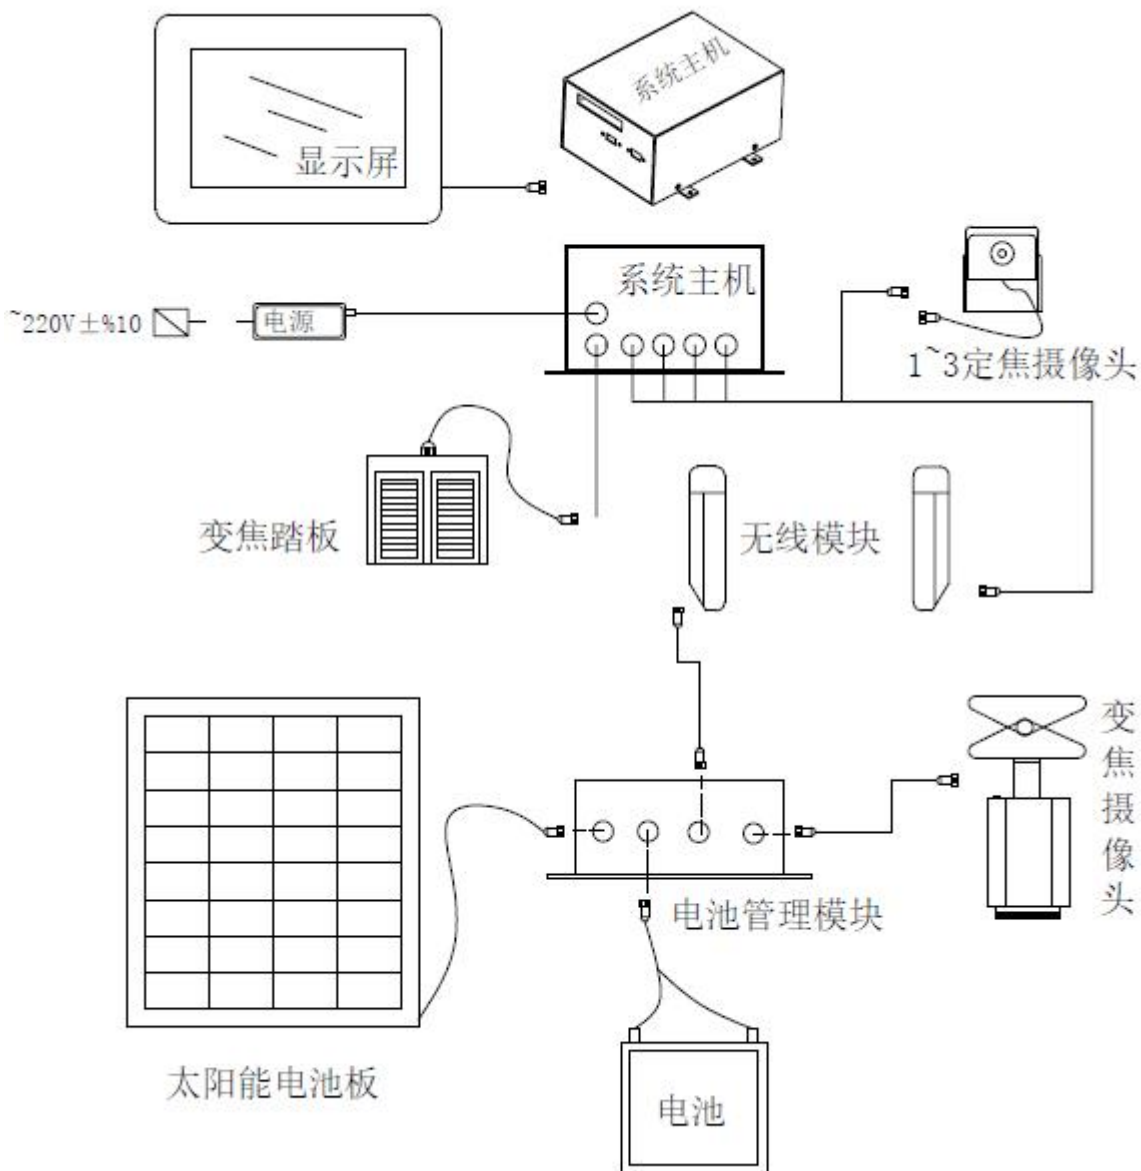 系统主机
显示屏
系统主机
~220V±%10
电源
1~3定焦摄像头
变焦踏板
无线模块
变焦摄像头
电池管理模块
太阳能电池板
电池